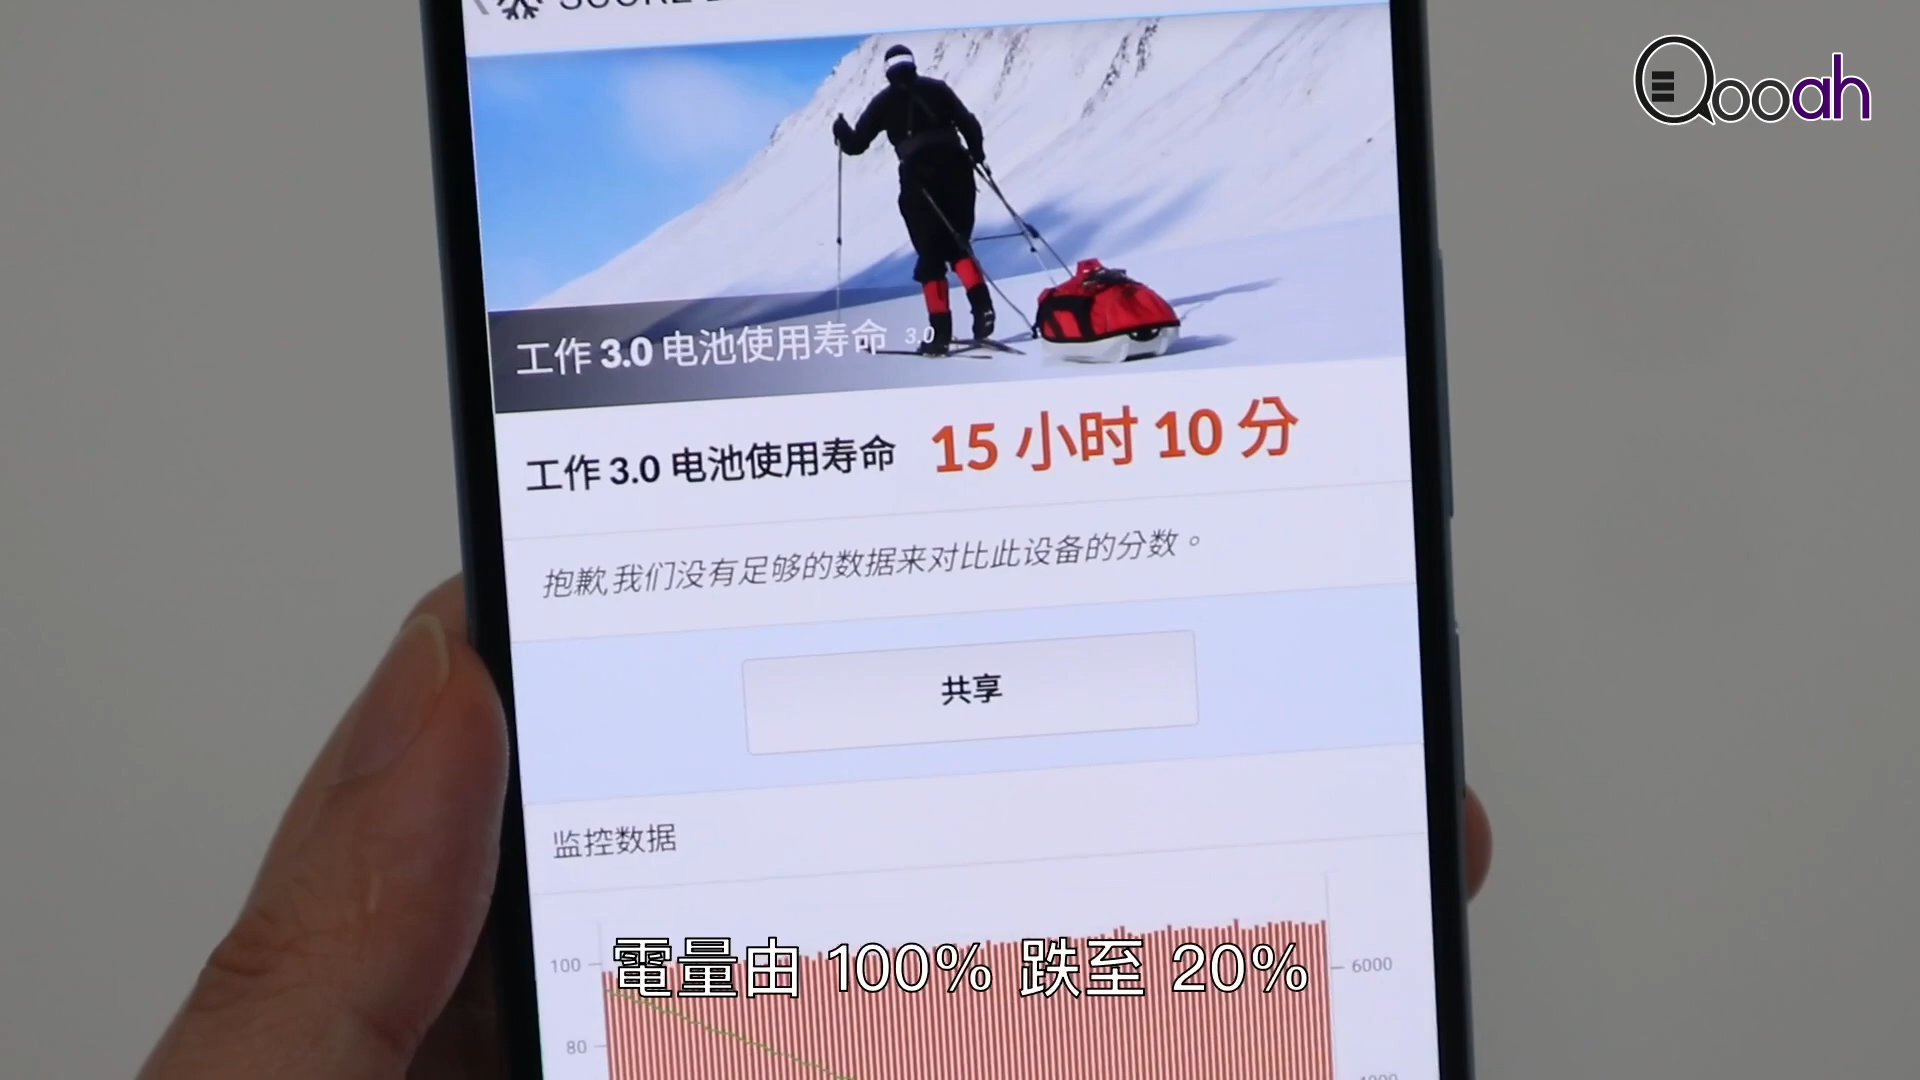 Qooah
工作 3.0 电池使用寿命 3.0
工作 3.0 电池使用寿命 15 小时 10 分
抱歉,我们没有足够的数据来对比此设备的分数。
共享
监控数据
100
6000
電量由 100% 跌至 20%
80